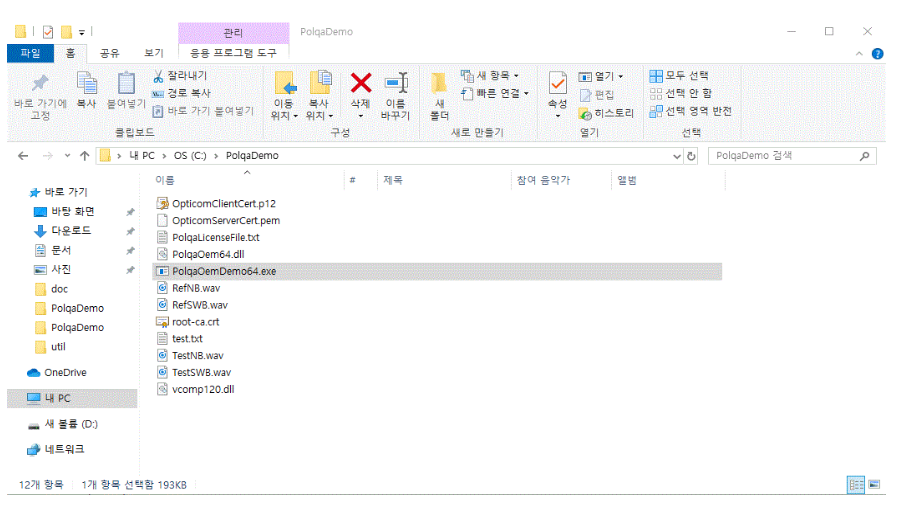 관리 PolqaDemo
파일 홈 공유 보기 응용 프로그램 도구
바로 가기에 고정
복사
붙여넣기
잘라내기
경로 복사
바로 가기 붙여넣기
클립보드
이동 위치
복사 위치
삭제
이름 바꾸기
구성
새 폴더
새 항목
빠른 연결
새로 만들기
속성
열기
편집
히스토리
열기
모두 선택
선택 안 함
선택 영역 반전
선택
내 PC > OS (C:) > PolqaDemo
PolqaDemo 검색
바로 가기
바탕 화면
다운로드
문서
사진
doc
PolqaDemo
PolqaDemo
util
OneDrive
내 PC
새 볼륨 (D:)
네트워크
이름 # 제목 참여 음악가 앨범
OpticomClientCert.p12
OpticomServerCert.pem
PolqaLicenseFile.txt
PolqaOem64.dll
PolqaOemDemo64.exe
RefNB.wav
RefSWB.wav
root-ca.crt
test.txt
TestNB.wav
TestSWB.wav
vcomp120.dll
12개 항목 1개 항목 선택함 193KB